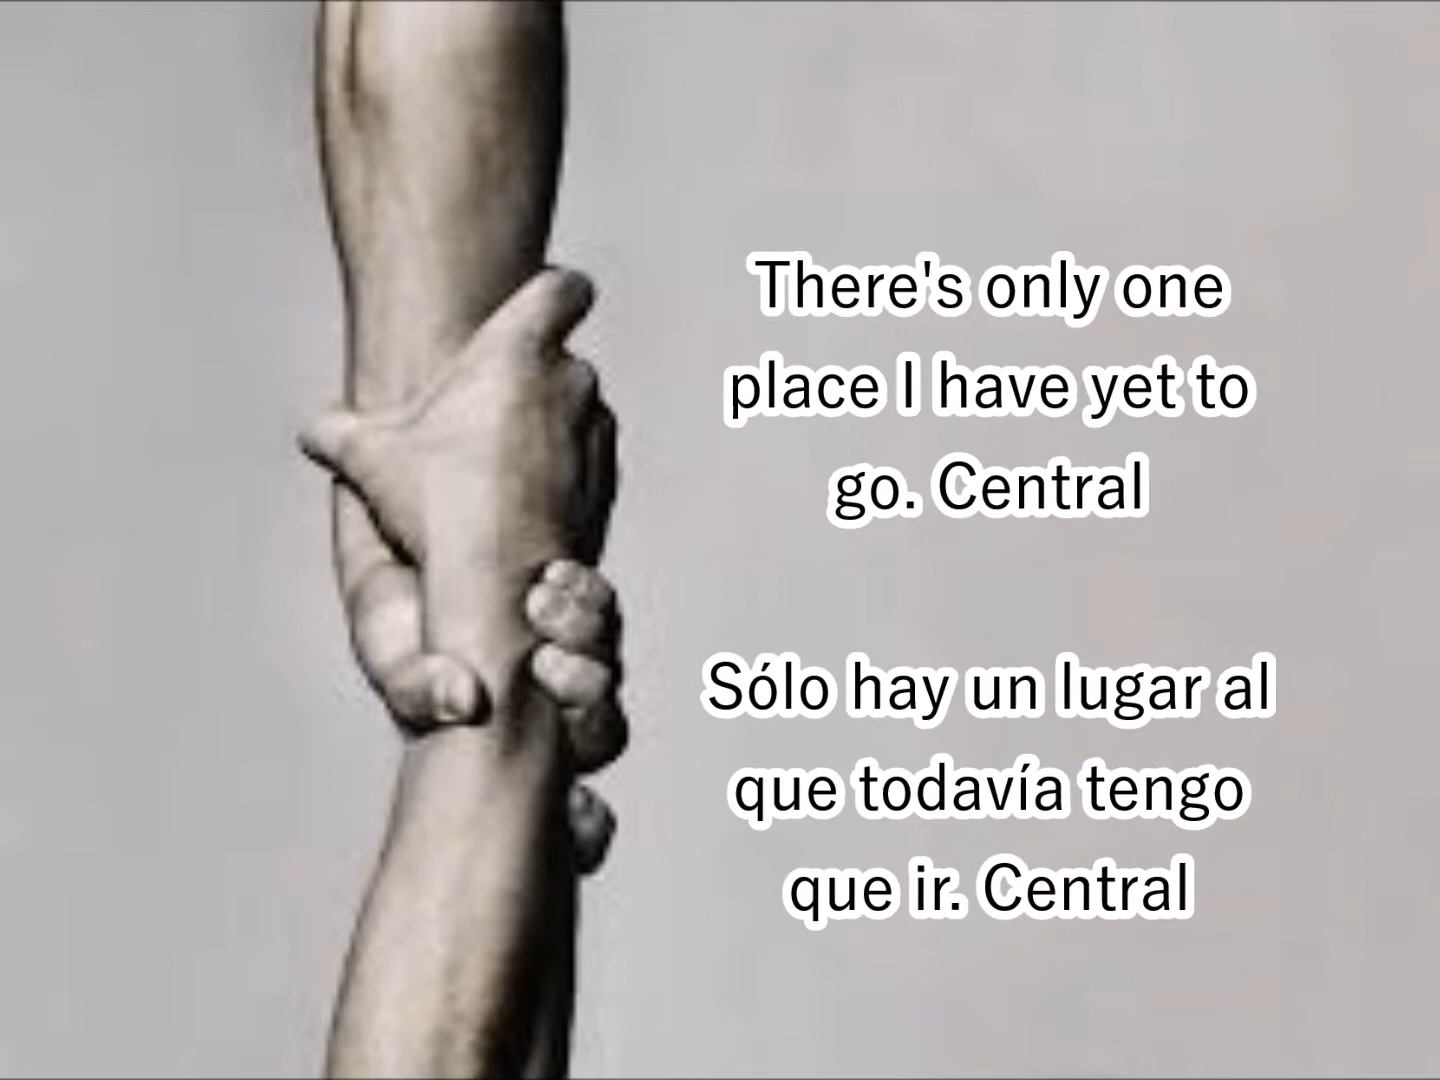 There's only one
place I have yet to
go. Central
Sólo hay un lugar al
que todavía tengo
que ir. Central